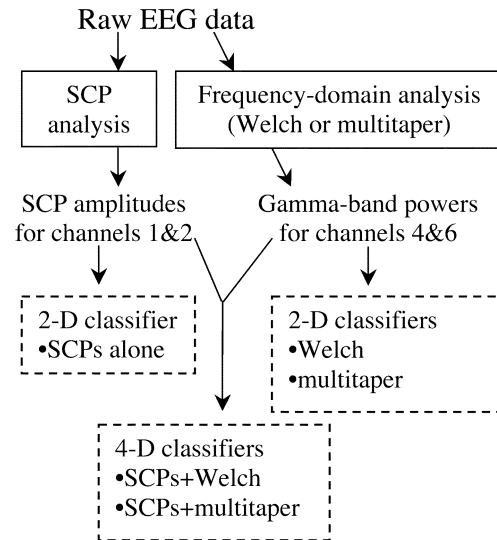 Raw EEG data
SCP
analysis
Frequency-domain analysis
(Welch or multitaper)
SCP amplitudes
for channels 1&2
Gamma-band powers
for channels 4&6
2-D classifier
•SCPs alone
2-D classifiers
•Welch
•multitaper
4-D classifiers
•SCPs+Welch
•SCPs+multitaper